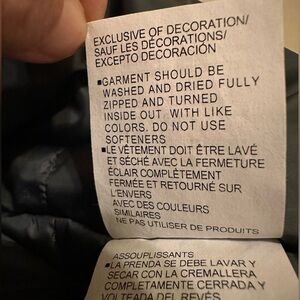 EXCLUSIVE OF DECORATION/
SAUF LES DÉCORATIONS/
EXCEPTO DECORACIÓN
■GARMENT SHOULD BE
WASHED AND DRIED FULLY
ZIPPED AND TURNED
INSIDE OUT, WITH LIKE
COLORS. DO NOT USE
SOFTENERS
■LE VÊTEMENT DOIT ÊTRE LAVÉ
ET SÉCHÉ AVEC LA FERMETURE
ÉCLAIR COMPLÈTEMENT
FERMÉE ET RETOURNÉ SUR
L'ENVERS
AVEC DES COULEURS
SIMILAIRES
NE PAS UTILISER DE PRODUITS
ASSOUPLISSANTS
■LA PRENDA SE DEBE LAVAR Y
SECAR CON LA CREMALLERA
COMPLETAMENTE CERRADA Y
VOLTEADA DEL REVÉS